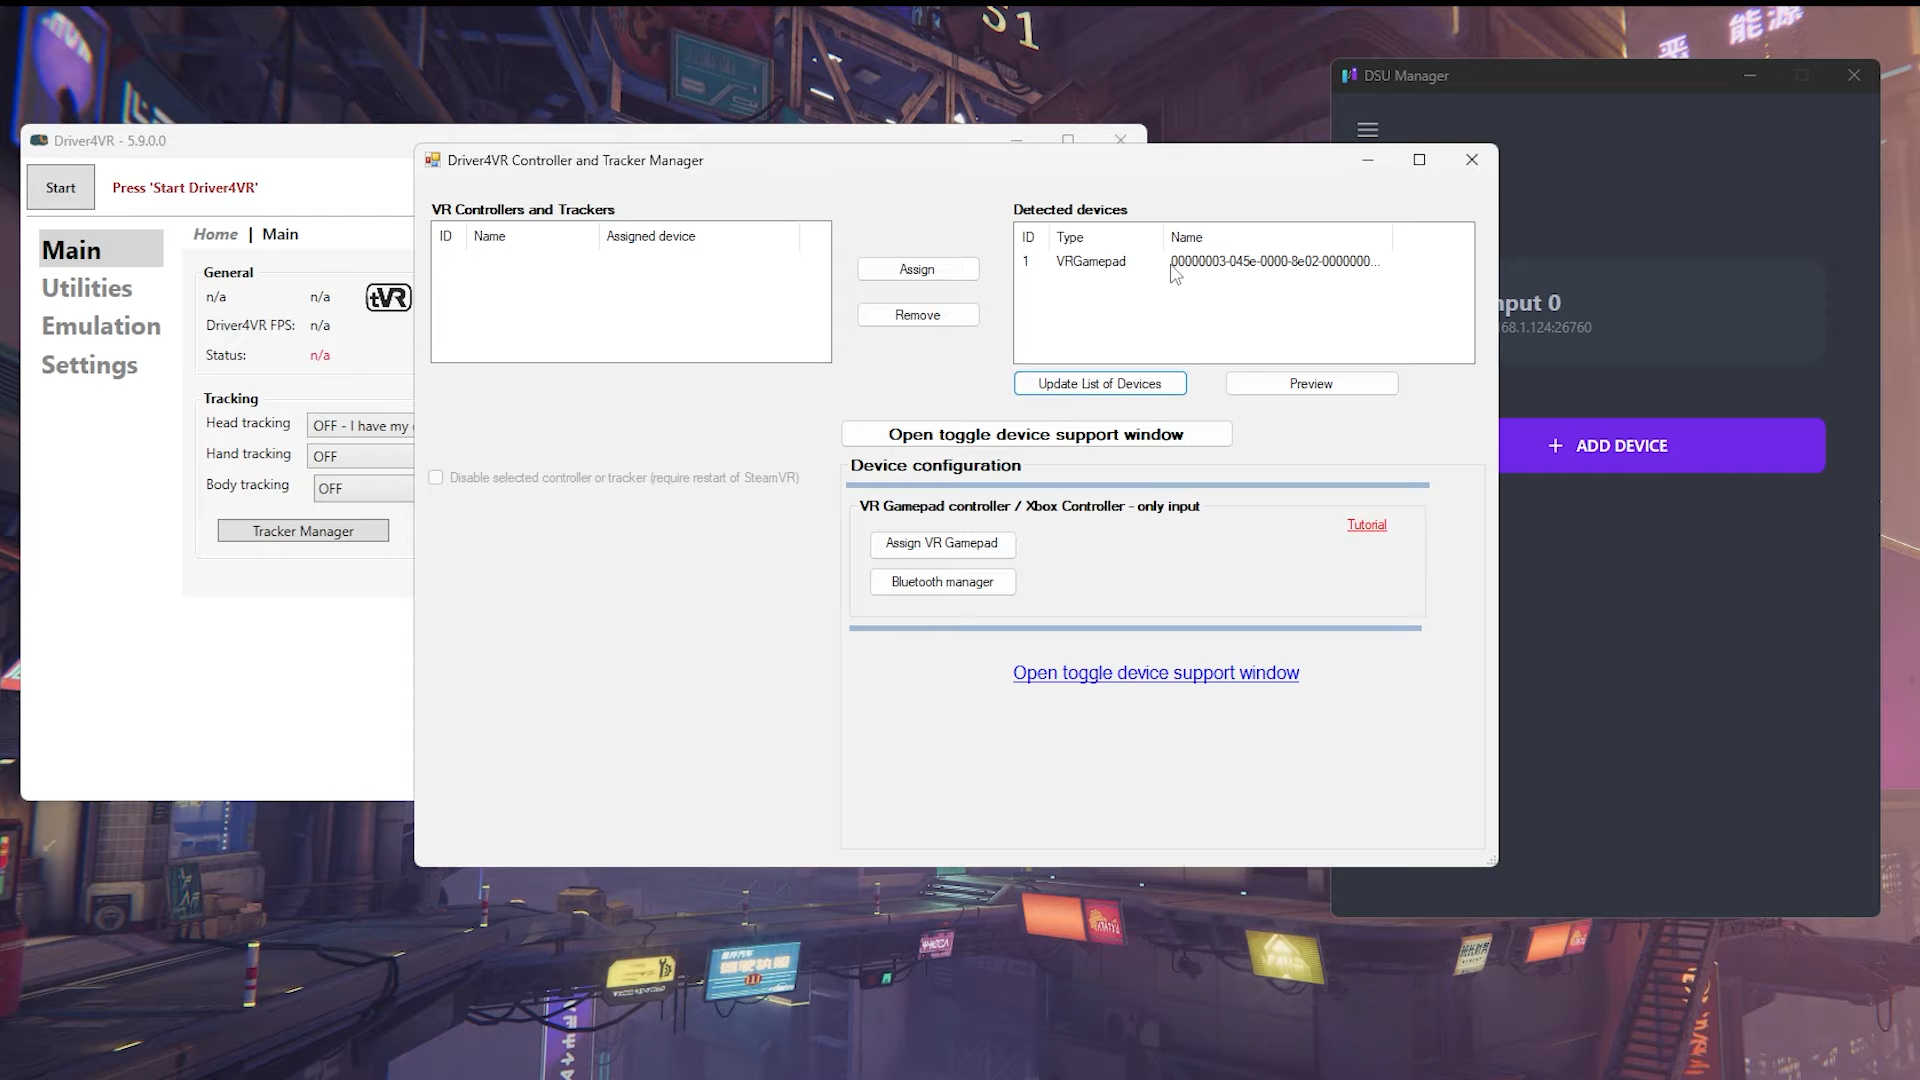 S1
能源
DSU Manager
Driver4VR - 5.9.0.0
Start
Press 'Start Driver4VR'
Main
Utilities
Emulation
Settings
Home | Main
General
n/a n/a
tVR
Driver4VR FPS: n/a
Status: n/a
Tracking
Head tracking OFF - I have my
Hand tracking OFF
Body tracking OFF
Tracker Manager
Driver4VR Controller and Tracker Manager
VR Controllers and Trackers
ID Name Assigned device
Assign
Remove
Detected devices
ID Type Name
1 VRGamepad 00000003-045e-0000-8e02-0000000...
Update List of Devices
Preview
Open toggle device support window
Disable selected controller or tracker (require restart of SteamVR)
Device configuration
VR Gamepad controller / Xbox Controller - only input
Tutorial
Assign VR Gamepad
Bluetooth manager
Open toggle device support window
nput 0
68.1.124:26760
+ ADD DEVICE